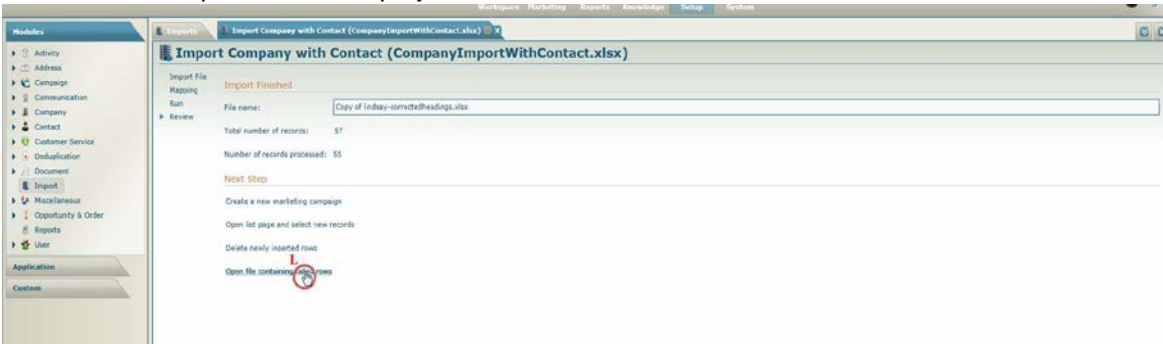 Workspace Marketing Reports Knowledge Setup System
Modules
Imports
Import Company with Contact (CompanyImportWithContact.xlsx)
Activity
Address
Campaign
Communication
Company
Contact
Customer Service
Deduplication
Document
Import
Miscellaneous
Opportunity & Order
Reports
User
Application
Custom
Import Company with Contact (CompanyImportWithContact.xlsx)
Import File
Mapping
Run
Review
Import Finished
File name: Copy of lindsay-correctedheadings.xlsx
Total number of records: 57
Number of records processed: 55
Next Step
Create a new marketing campaign
Open list page and select new records
Delete newly inserted rows
L
Open file containing failed rows